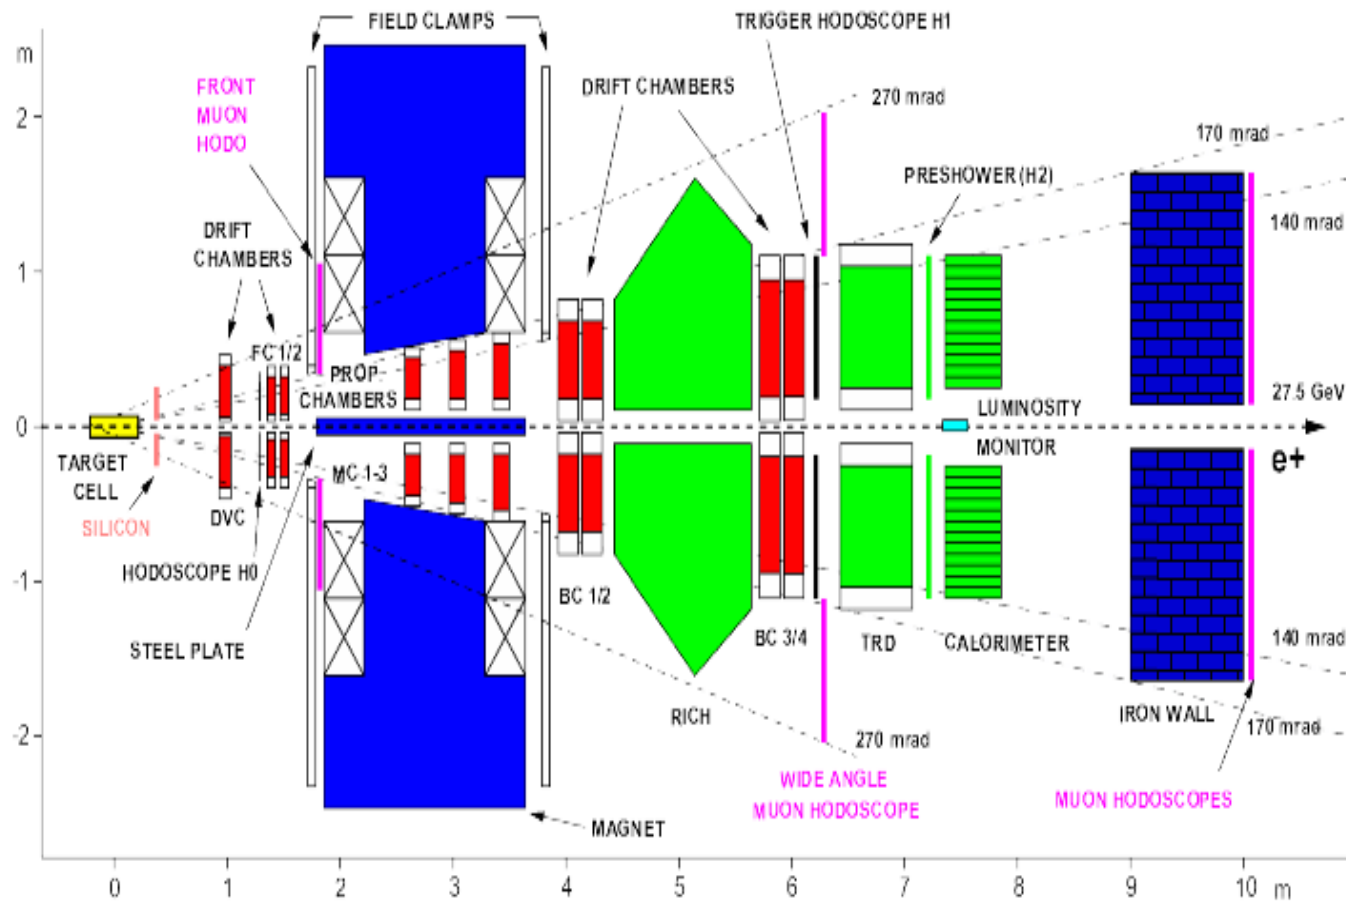 FIELD CLAMPS
TRIGGER HODOSCOPE H1
m
FRONT
MUON
HODO
DRIFT CHAMBERS
270 mrad
2
170 mrad
PRESHOWER (H2)
DRIFT
CHAMBERS
140 mrad
1
FC 1/2
PROP
CHAMBERS
27.5 GeV
LUMINOSITY
0
MONITOR
e+
TARGET
CELL
MC 1-3
SILICON
DVC
HODOSCOPE H0
-1
BC 1/2
STEEL PLATE
BC 3/4
TRD
CALORIMETER
140 mrad
RICH
IRON WALL
170 mrad
-2
270 mrad
WIDE ANGLE
MUON HODOSCOPE
MUON HODOSCOPES
MAGNET
0 1 2 3 4 5 6 7 8 9 10 m